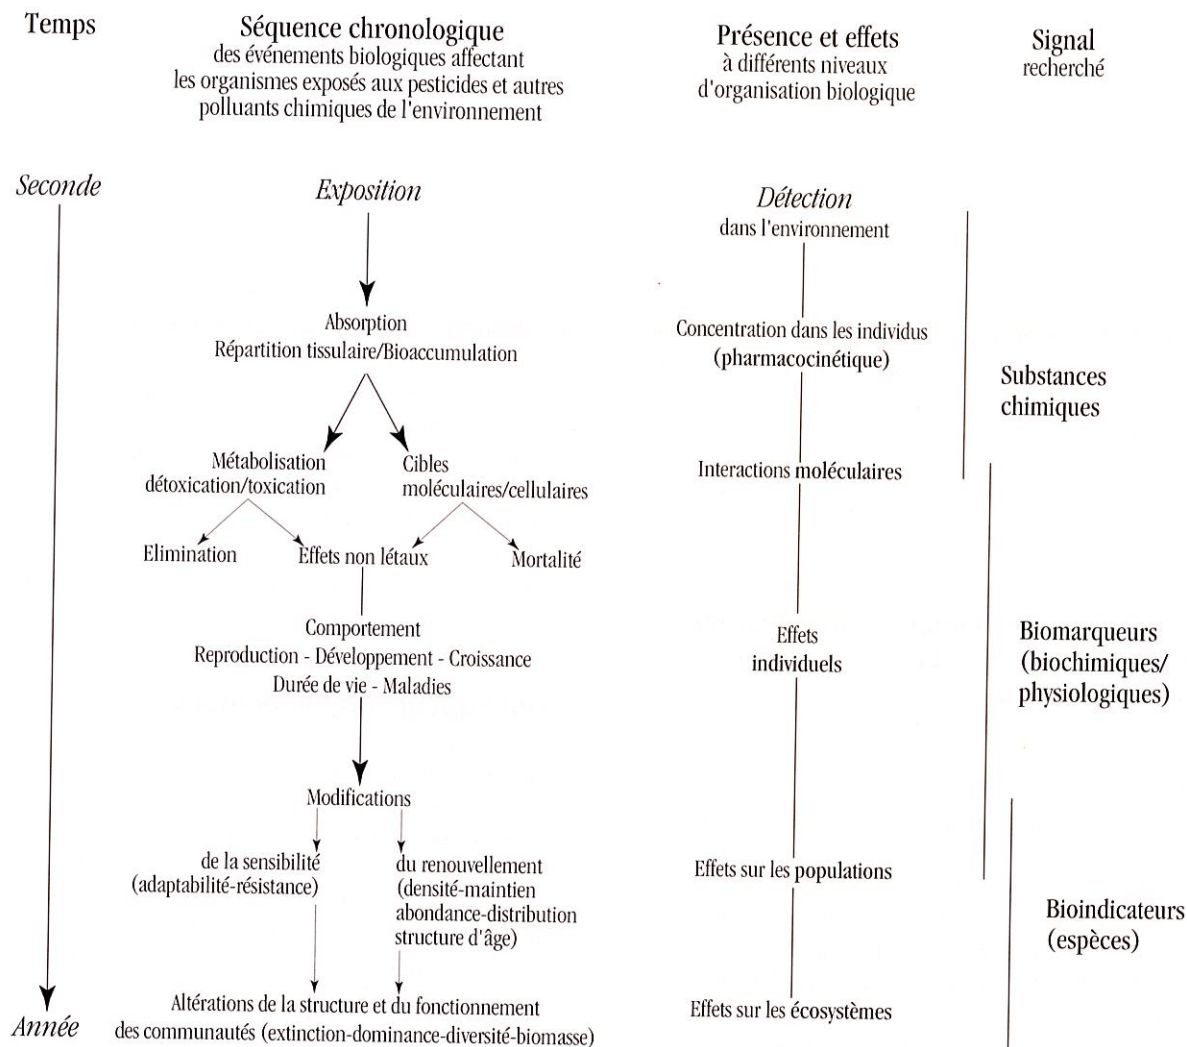 Temps
Séquence chronologique
des événements biologiques affectant
les organismes exposés aux pesticides et autres
polluants chimiques de l'environnement
Présence et effets
à différents niveaux
d'organisation biologique
Signal
recherché
Seconde
Exposition
Détection
dans l'environnement
Absorption
Répartition tissulaire/Bioaccumulation
Concentration dans les individus
(pharmacocinétique)
Substances
chimiques
Métabolisation
détoxication/toxication
Cibles
moléculaires/cellulaires
Interactions moléculaires
Elimination
Effets non létaux
Mortalité
Comportement
Reproduction - Développement - Croissance
Durée de vie - Maladies
Effets
individuels
Biomarqueurs
(biochimiques/
physiologiques)
Modifications
de la sensibilité
(adaptabilité-résistance)
du renouvellement
(densité-maintien
abondance-distribution
structure d'âge)
Effets sur les populations
Bioindicateurs
(espèces)
Année
Altérations de la structure et du fonctionnement
des communautés (extinction-dominance-diversité-biomasse)
Effets sur les écosystèmes